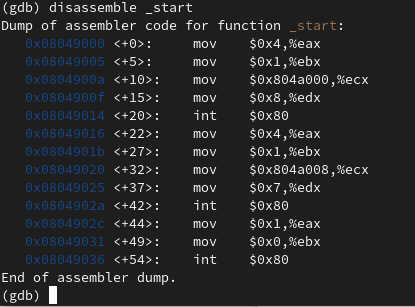 (gdb) disassemble _start
Dump of assembler code for function _start:
   0x08049000 <+0>:     mov    $0x4,%eax
   0x08049005 <+5>:     mov    $0x1,%ebx
   0x0804900a <+10>:    mov    $0x804a000,%ecx
   0x0804900f <+15>:    mov    $0x8,%edx
   0x08049014 <+20>:    int    $0x80
   0x08049016 <+22>:    mov    $0x4,%eax
   0x0804901b <+27>:    mov    $0x1,%ebx
   0x08049020 <+32>:    mov    $0x804a008,%ecx
   0x08049025 <+37>:    mov    $0x7,%edx
   0x0804902a <+42>:    int    $0x80
   0x0804902c <+44>:    mov    $0x1,%eax
   0x08049031 <+49>:    mov    $0x0,%ebx
   0x08049036 <+54>:    int    $0x80
End of assembler dump.
(gdb)